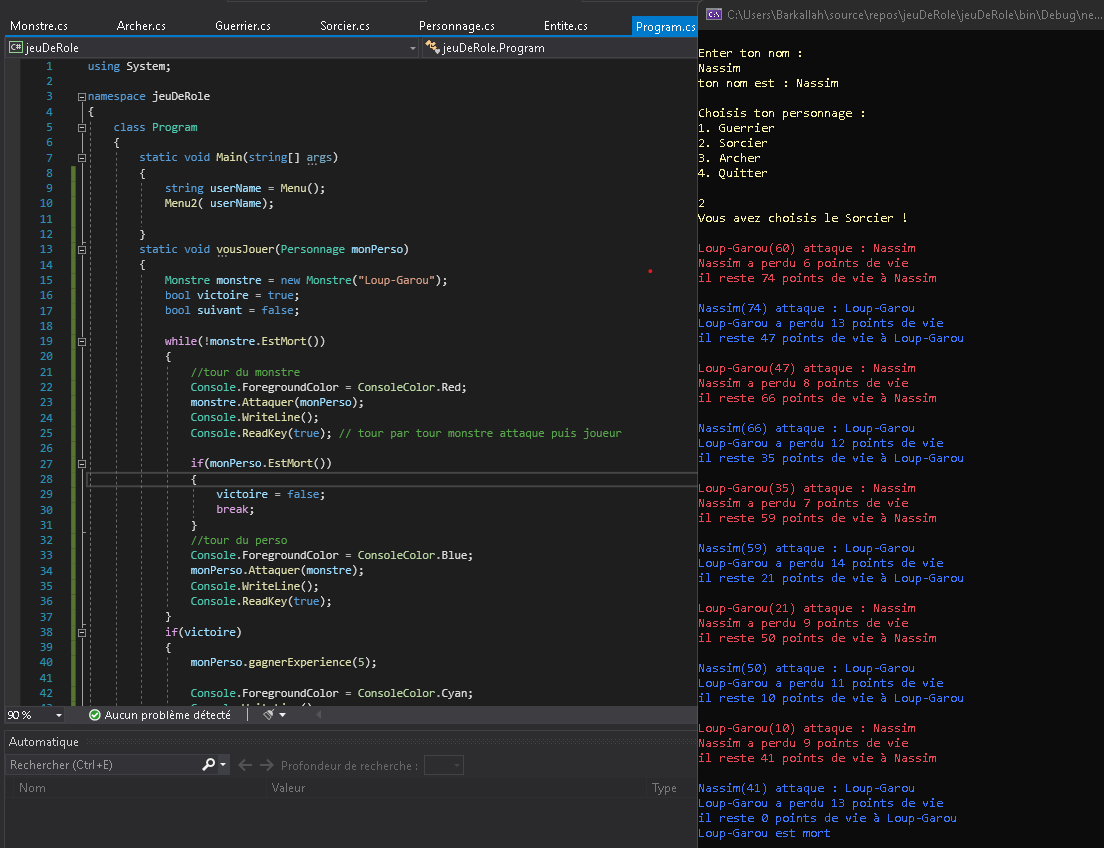 Monstre.cs Archer.cs Guerrier.cs Sorcier.cs Personnage.cs Entite.cs Program.cs
C# jeuDeRole jeuDeRole.Program
1 using System;
2
3 namespace jeuDeRole
4 {
5 class Program
6 {
7 static void Main(string[] args)
8 {
9 string userName = Menu();
10 Menu2( userName);
11
12 }
13 static void vousJouer(Personnage monPerso)
14 {
15 Monstre monstre = new Monstre("Loup-Garou");
16 bool victoire = true;
17 bool suivant = false;
18
19 while(!monstre.EstMort())
20 {
21 //tour du monstre
22 Console.ForegroundColor = ConsoleColor.Red;
23 monstre.Attaquer(monPerso);
24 Console.WriteLine();
25 Console.ReadKey(true); // tour par tour monstre attaque puis joueur
26
27 if(monPerso.EstMort())
28 {
29 victoire = false;
30 break;
31 }
32 //tour du perso
33 Console.ForegroundColor = ConsoleColor.Blue;
34 monPerso.Attaquer(monstre);
35 Console.WriteLine();
36 Console.ReadKey(true);
37 }
38 if(victoire)
39 {
40 monPerso.gagnerExperience(5);
41
42 Console.ForegroundColor = ConsoleColor.Cyan;
90 % Aucun problème détecté
Automatique
Rechercher (Ctrl+E) Profondeur de recherche :
Nom Valeur Type
C:\Users\Barkallah\source\repos\jeuDeRole\jeuDeRole\bin\Debug\ne...
Enter ton nom :
Nassim
ton nom est : Nassim
Choisis ton personnage :
1. Guerrier
2. Sorcier
3. Archer
4. Quitter
2
Vous avez choisis le Sorcier !
Loup-Garou(60) attaque : Nassim
Nassim a perdu 6 points de vie
il reste 74 points de vie à Nassim
Nassim(74) attaque : Loup-Garou
Loup-Garou a perdu 13 points de vie
il reste 47 points de vie à Loup-Garou
Loup-Garou(47) attaque : Nassim
Nassim a perdu 8 points de vie
il reste 66 points de vie à Nassim
Nassim(66) attaque : Loup-Garou
Loup-Garou a perdu 12 points de vie
il reste 35 points de vie à Loup-Garou
Loup-Garou(35) attaque : Nassim
Nassim a perdu 7 points de vie
il reste 59 points de vie à Nassim
Nassim(59) attaque : Loup-Garou
Loup-Garou a perdu 14 points de vie
il reste 21 points de vie à Loup-Garou
Loup-Garou(21) attaque : Nassim
Nassim a perdu 9 points de vie
il reste 50 points de vie à Nassim
Nassim(50) attaque : Loup-Garou
Loup-Garou a perdu 11 points de vie
il reste 10 points de vie à Loup-Garou
Loup-Garou(10) attaque : Nassim
Nassim a perdu 9 points de vie
il reste 41 points de vie à Nassim
Nassim(41) attaque : Loup-Garou
Loup-Garou a perdu 13 points de vie
il reste 0 points de vie à Loup-Garou
Loup-Garou est mort